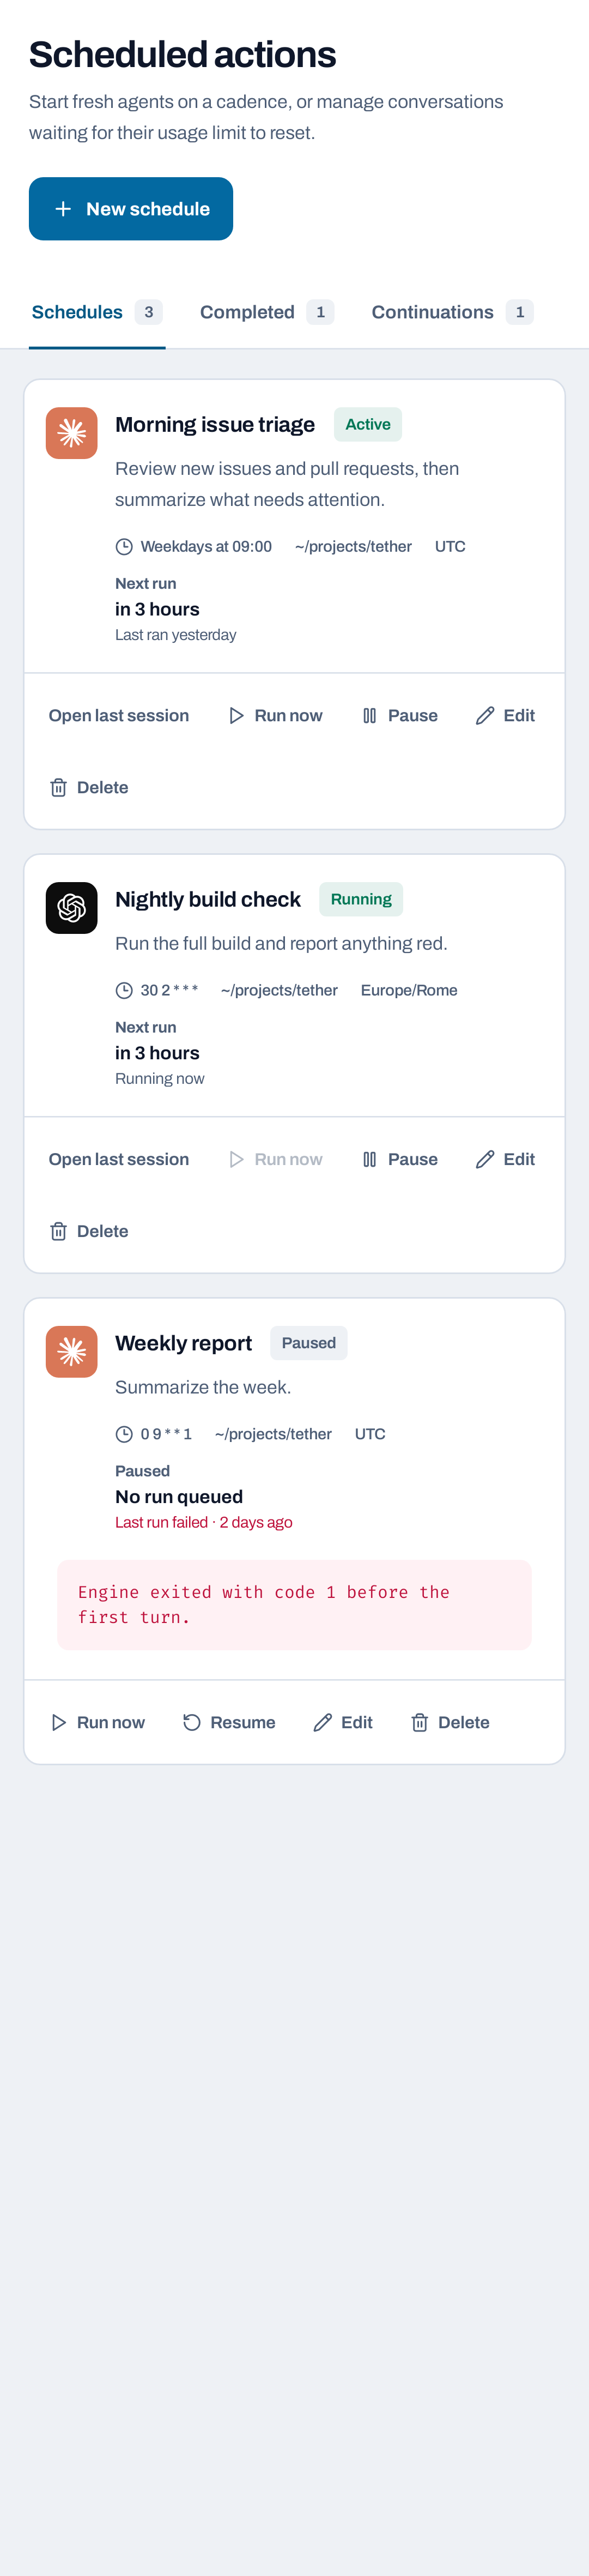 Scheduled actions
Start fresh agents on a cadence, or manage conversations
waiting for their usage limit to reset.
New schedule
Schedules 3 Completed 1 Continuations 1
Morning issue triage Active
Review new issues and pull requests, then
summarize what needs attention.
Weekdays at 09:00 ~/projects/tether UTC
Next run
in 3 hours
Last ran yesterday
Open last session Run now Pause Edit
Delete
Nightly build check Running
Run the full build and report anything red.
30 2 * * * ~/projects/tether Europe/Rome
Next run
in 3 hours
Running now
Open last session Run now Pause Edit
Delete
Weekly report Paused
Summarize the week.
0 9 * * 1 ~/projects/tether UTC
Paused
No run queued
Last run failed · 2 days ago
Engine exited with code 1 before the
first turn.
Run now Resume Edit Delete